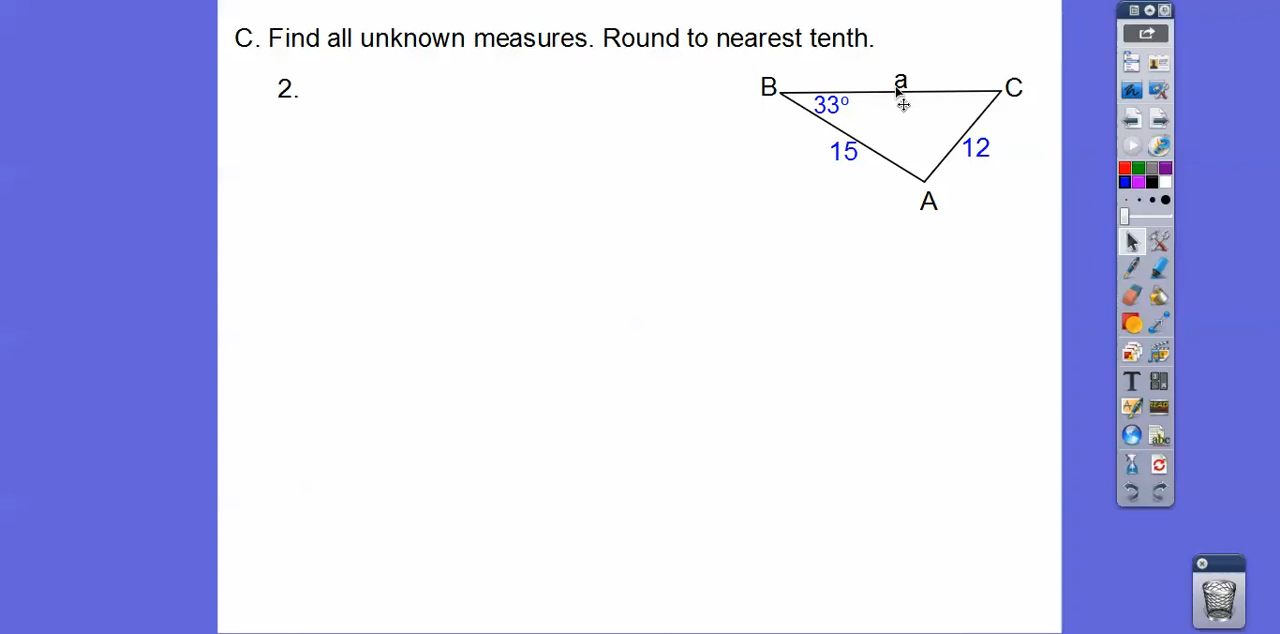 C. Find all unknown measures. Round to nearest tenth.
2.
a
B
C
33°
15
12
A